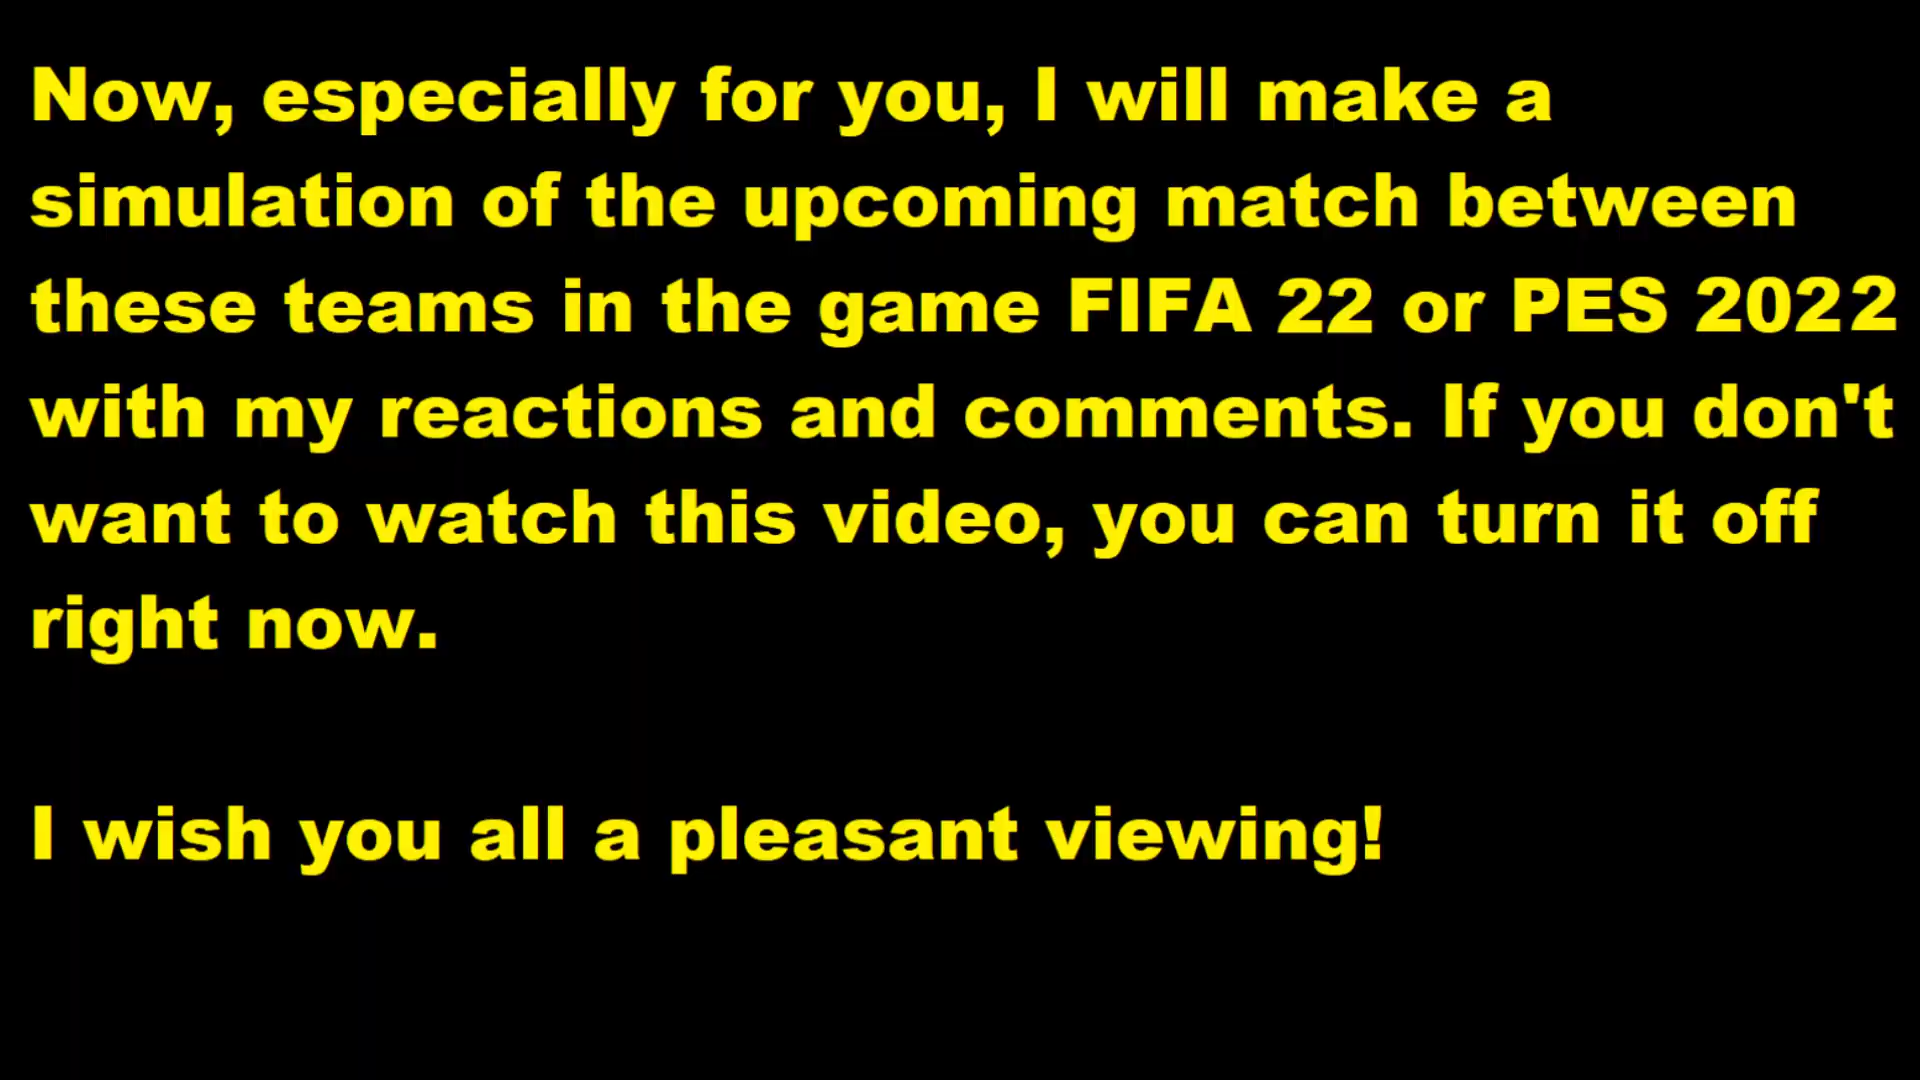 Now, especially for you, I will make a
simulation of the upcoming match between
these teams in the game FIFA 22 or PES 2022
with my reactions and comments. If you don't
want to watch this video, you can turn it off
right now.
I wish you all a pleasant viewing!